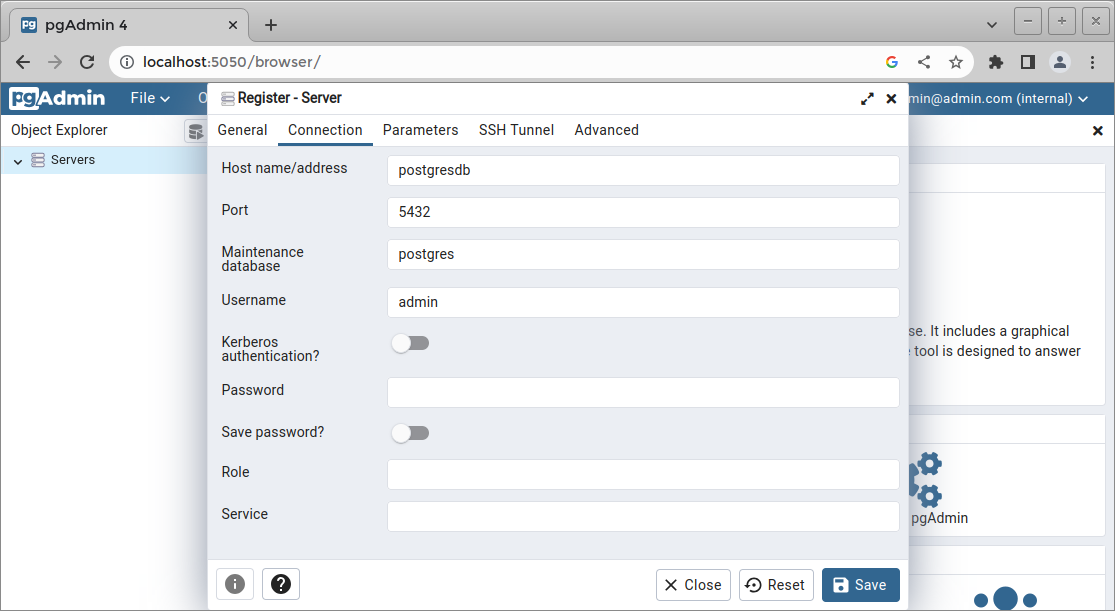 pg pgAdmin 4
localhost:5050/browser/
pgAdmin File
min@admin.com (internal)
Register - Server
Object Explorer
General Connection Parameters SSH Tunnel Advanced
Servers
Host name/address postgresdb
Port 5432
Maintenance
database
postgres
Username admin
Kerberos
authentication?
se. It includes a graphical
tool is designed to answer
Password
Save password?
Role
Service
pgAdmin
Close Reset Save